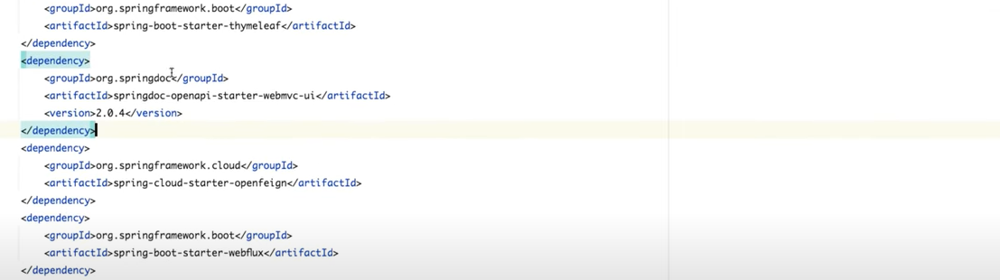 <groupId>org.springframework.boot</groupId>
<artifactId>spring-boot-starter-thymeleaf</artifactId>
</dependency>
<dependency>
<groupId>org.springdoc</groupId>
<artifactId>springdoc-openapi-starter-webmvc-ui</artifactId>
<version>2.0.4</version>
</dependency>
<dependency>
<groupId>org.springframework.cloud</groupId>
<artifactId>spring-cloud-starter-openfeign</artifactId>
</dependency>
<dependency>
<groupId>org.springframework.boot</groupId>
<artifactId>spring-boot-starter-webflux</artifactId>
</dependency>